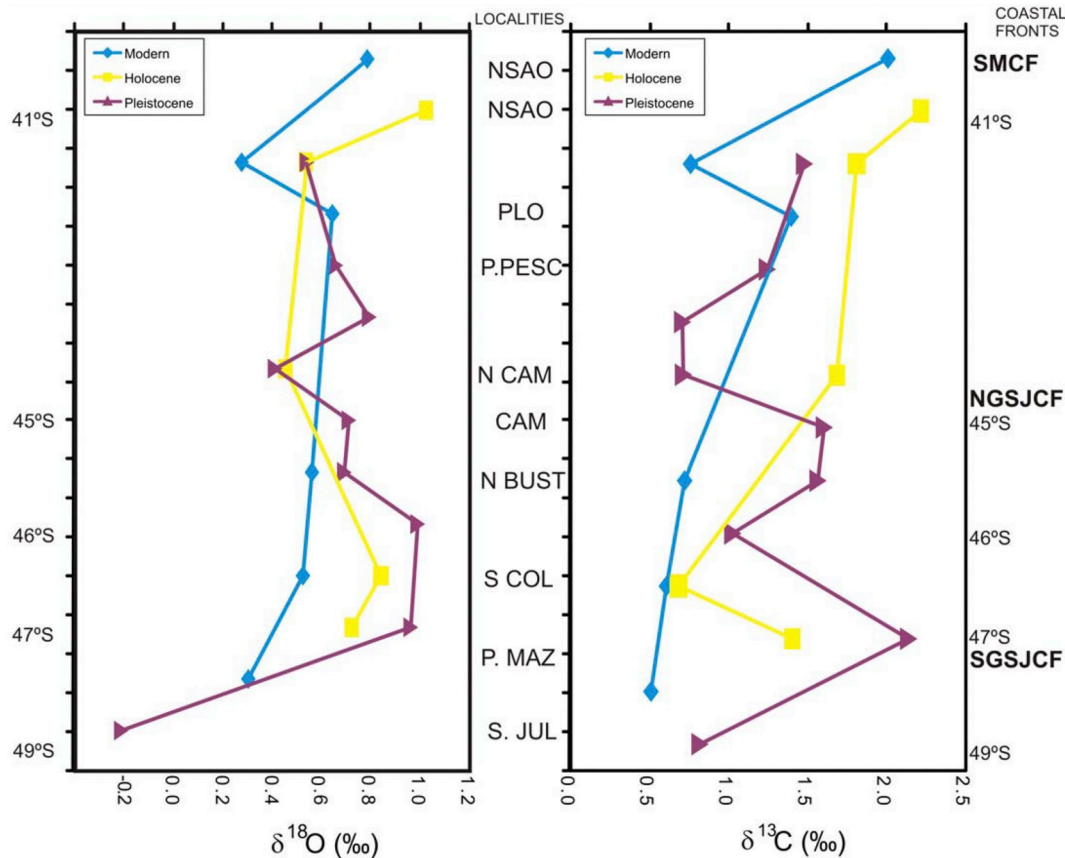 LOCALITIES
COASTAL
FRONTS
Modern
Holocene
Pleistocene
Modern
Holocene
Pleistocene
NSAO
SMCF
41ºS
NSAO
41ºS
PLO
P.PESC
N CAM
NGSJCF
45ºS
CAM
45ºS
N BUST
46ºS
46ºS
S COL
47ºS
47ºS
P. MAZ
SGSJCF
S. JUL
49ºS
49ºS
-0.2
0.0
0.2
0.4
0.6
0.8
1.0
1.2
0.0
0.5
1.0
1.5
2.0
2.5
δ18O (‰)
δ13C (‰)